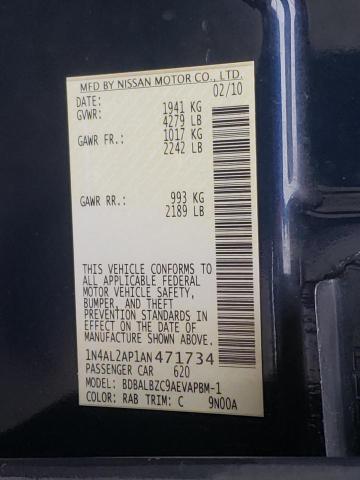 MFD BY NISSAN MOTOR CO., LTD.
DATE: 02/10
GVWR: 1941 KG
4279 LB
GAWR FR.: 1017 KG
2242 LB
GAWR RR.: 993 KG
2189 LB
THIS VEHICLE CONFORMS TO
ALL APPLICABLE FEDERAL
MOTOR VEHICLE SAFETY,
BUMPER, AND THEFT
PREVENTION STANDARDS
IN EFFECT ON THE DATE OF
MANUFACTURE SHOWN ABOVE.
1N4AL2AP1AN471734
PASSENGER CAR 620
MODEL: BDBALBZC9AEVAPBM-1
COLOR: RAB TRIM: C 9N00A